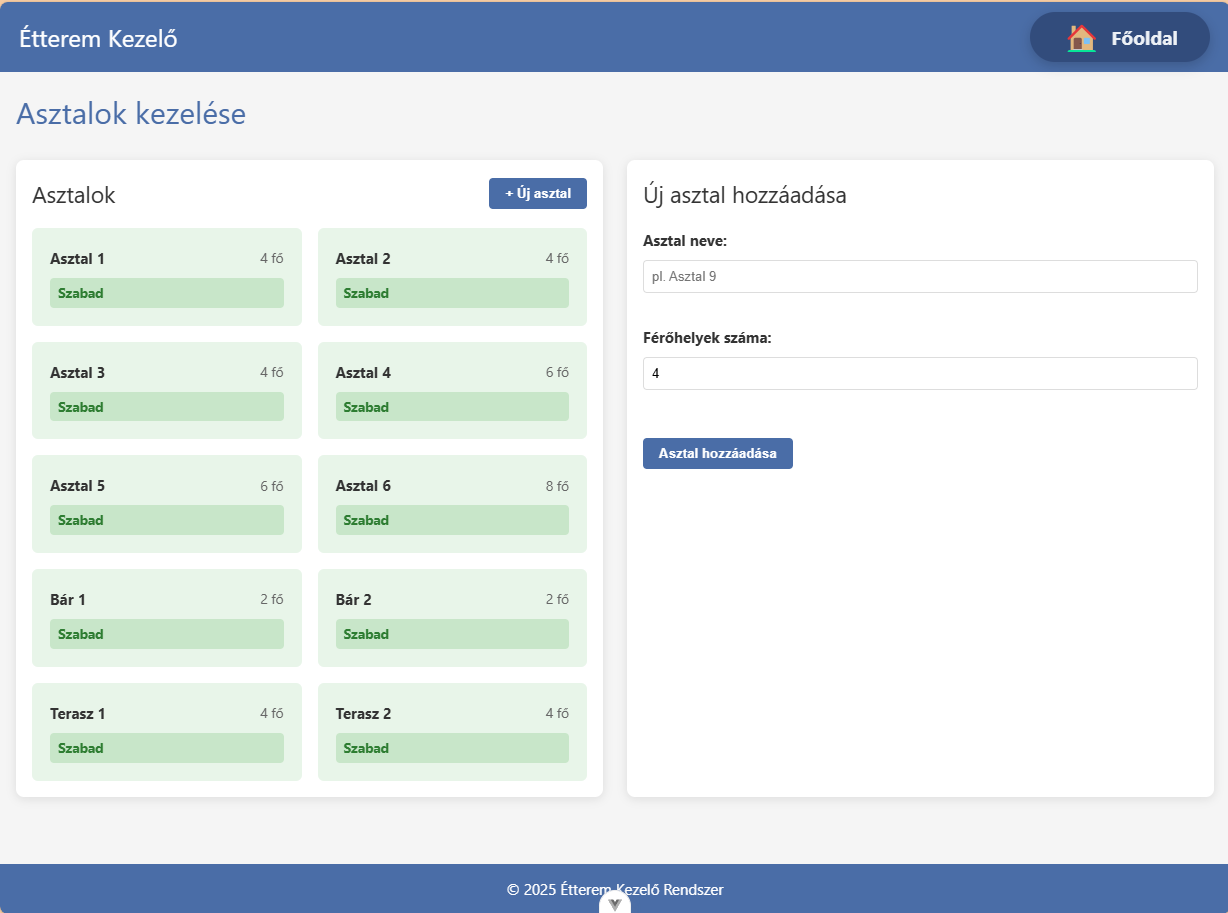 Étterem Kezelő
Főoldal
Asztalok kezelése
Asztalok
+ Új asztal
Asztal 1
4 fő
Szabad
Asztal 2
4 fő
Szabad
Asztal 3
4 fő
Szabad
Asztal 4
6 fő
Szabad
Asztal 5
6 fő
Szabad
Asztal 6
8 fő
Szabad
Bár 1
2 fő
Szabad
Bár 2
2 fő
Szabad
Terasz 1
4 fő
Szabad
Terasz 2
4 fő
Szabad
Új asztal hozzáadása
Asztal neve:
pl. Asztal 9
Férőhelyek száma:
4
Asztal hozzáadása
© 2025 Étterem Kezelő Rendszer